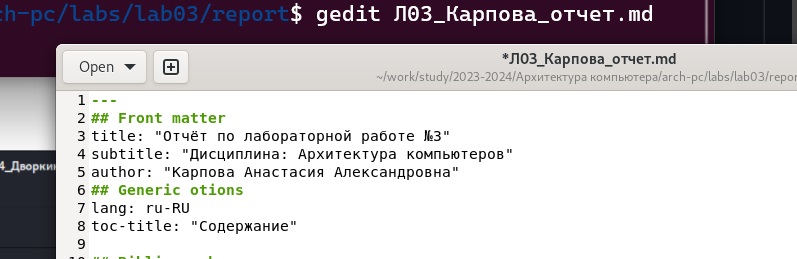 ch-pc/labs/lab03/report$ gedit Л03_Карпова_отчет.md
Open
*Л03_Карпова_отчет.md
~/work/study/2023-2024/Архитектура компьютера/arch-pc/labs/lab03/repor
1 ---
2 ## Front matter
3 title: "Отчёт по лабораторной работе №3"
4 subtitle: "Дисциплина: Архитектура компьютеров"
4_Дворки
5 author: "Карпова Анастасия Александровна"
6 ## Generic otions
7 lang: ru-RU
8 toc-title: "Содержание"
9
10 ##